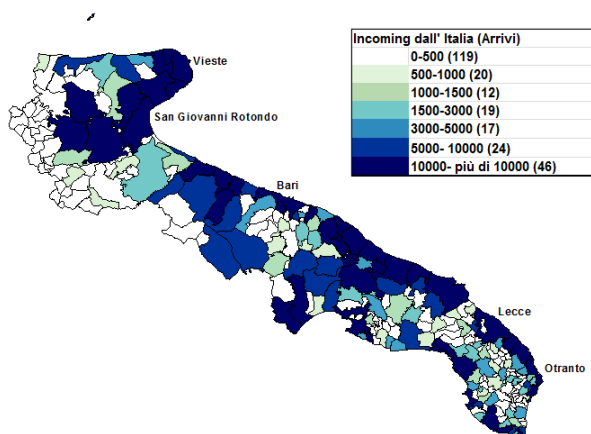 Incoming dall' Italia (Arrivi)
0-500 (119)
500-1000 (20)
1000-1500 (12)
1500-3000 (19)
3000-5000 (17)
5000- 10000 (24)
10000- più di 10000 (46)
Vieste
San Giovanni Rotondo
Bari
Lecce
Otranto